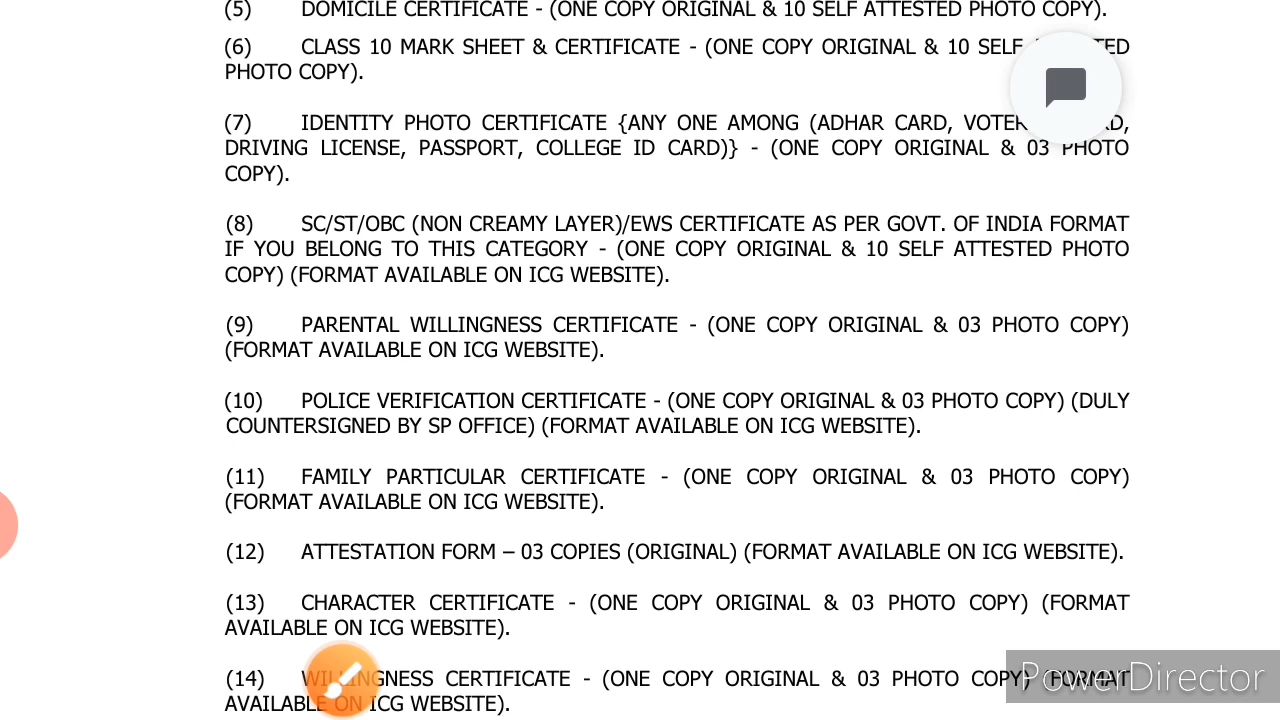 (5) DOMICILE CERTIFICATE - (ONE COPY ORIGINAL & 10 SELF ATTESTED PHOTO COPY).
(6) CLASS 10 MARK SHEET & CERTIFICATE - (ONE COPY ORIGINAL & 10 SELF
PHOTO COPY).
(7) IDENTITY PHOTO CERTIFICATE {ANY ONE AMONG (ADHAR CARD, VOTER
DRIVING LICENSE, PASSPORT, COLLEGE ID CARD)} - (ONE COPY ORIGINAL & 03 PHOTO
COPY).
(8) SC/ST/OBC (NON CREAMY LAYER)/EWS CERTIFICATE AS PER GOVT. OF INDIA FORMAT
IF YOU BELONG TO THIS CATEGORY - (ONE COPY ORIGINAL & 10 SELF ATTESTED PHOTO
COPY) (FORMAT AVAILABLE ON ICG WEBSITE).
(9) PARENTAL WILLINGNESS CERTIFICATE - (ONE COPY ORIGINAL & 03 PHOTO COPY)
(FORMAT AVAILABLE ON ICG WEBSITE).
(10) POLICE VERIFICATION CERTIFICATE - (ONE COPY ORIGINAL & 03 PHOTO COPY) (DULY
COUNTERSIGNED BY SP OFFICE) (FORMAT AVAILABLE ON ICG WEBSITE).
(11) FAMILY PARTICULAR CERTIFICATE - (ONE COPY ORIGINAL & 03 PHOTO COPY)
(FORMAT AVAILABLE ON ICG WEBSITE).
(12) ATTESTATION FORM – 03 COPIES (ORIGINAL) (FORMAT AVAILABLE ON ICG WEBSITE).
(13) CHARACTER CERTIFICATE - (ONE COPY ORIGINAL & 03 PHOTO COPY) (FORMAT
AVAILABLE ON ICG WEBSITE).
(14) WILLINGNESS CERTIFICATE - (ONE COPY ORIGINAL & 03 PHOTO COPY) (FORMAT
AVAILABLE ON ICG WEBSITE).
PowerDirector